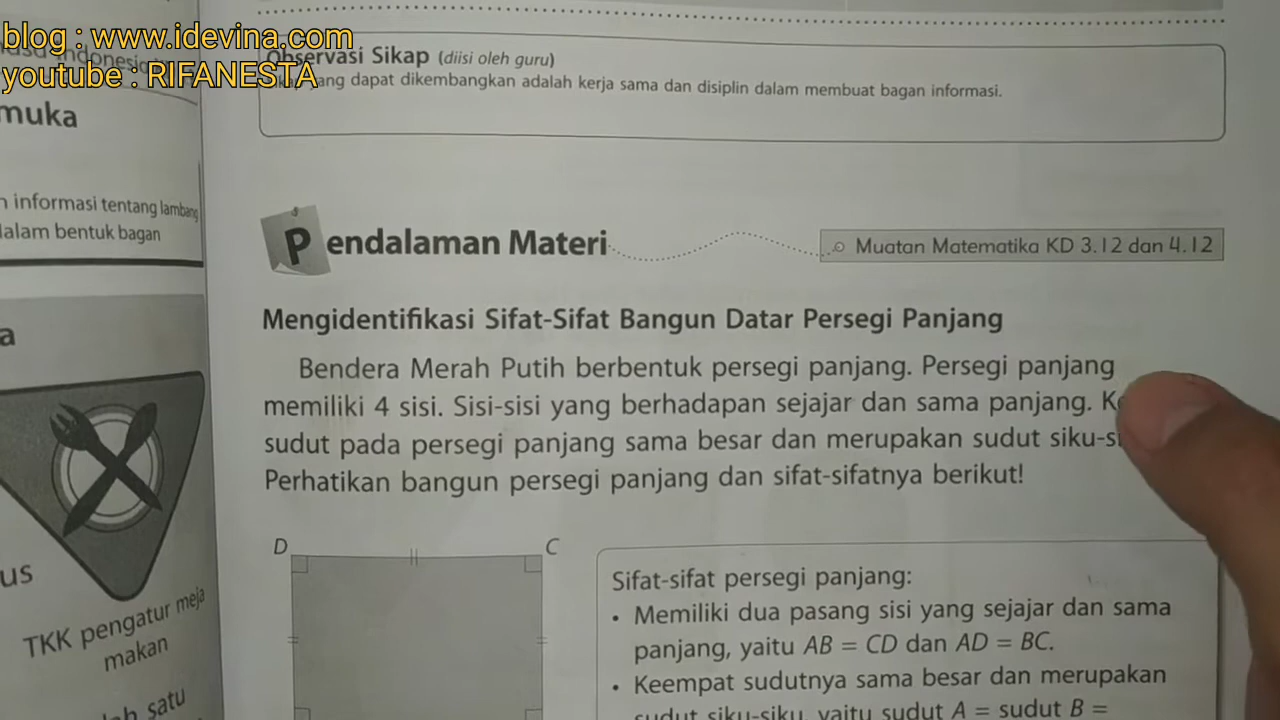 blog : www.idevina.com
youtube : RIFANESTA
Observasi Sikap (diisi oleh guru)
yang dapat dikembangkan adalah kerja sama dan disiplin dalam membuat bagan informasi.
muka
informasi tentang lambang
dalam bentuk bagan
a
us
TKK pengatur meja
makan
satu
Pendalaman Materi
Muatan Matematika KD 3.12 dan 4.12
Mengidentifikasi Sifat-Sifat Bangun Datar Persegi Panjang
Bendera Merah Putih berbentuk persegi panjang. Persegi panjang
memiliki 4 sisi. Sisi-sisi yang berhadapan sejajar dan sama panjang.
sudut pada persegi panjang sama besar dan merupakan sudut
Perhatikan bangun persegi panjang dan sifat-sifatnya berikut!
D C
Sifat-sifat persegi panjang:
• Memiliki dua pasang sisi yang sejajar dan sama
panjang, yaitu AB = CD dan AD = BC.
• Keempat sudutnya sama besar dan merupakan
sudut siku-siku, yaitu sudut A = sudut B =